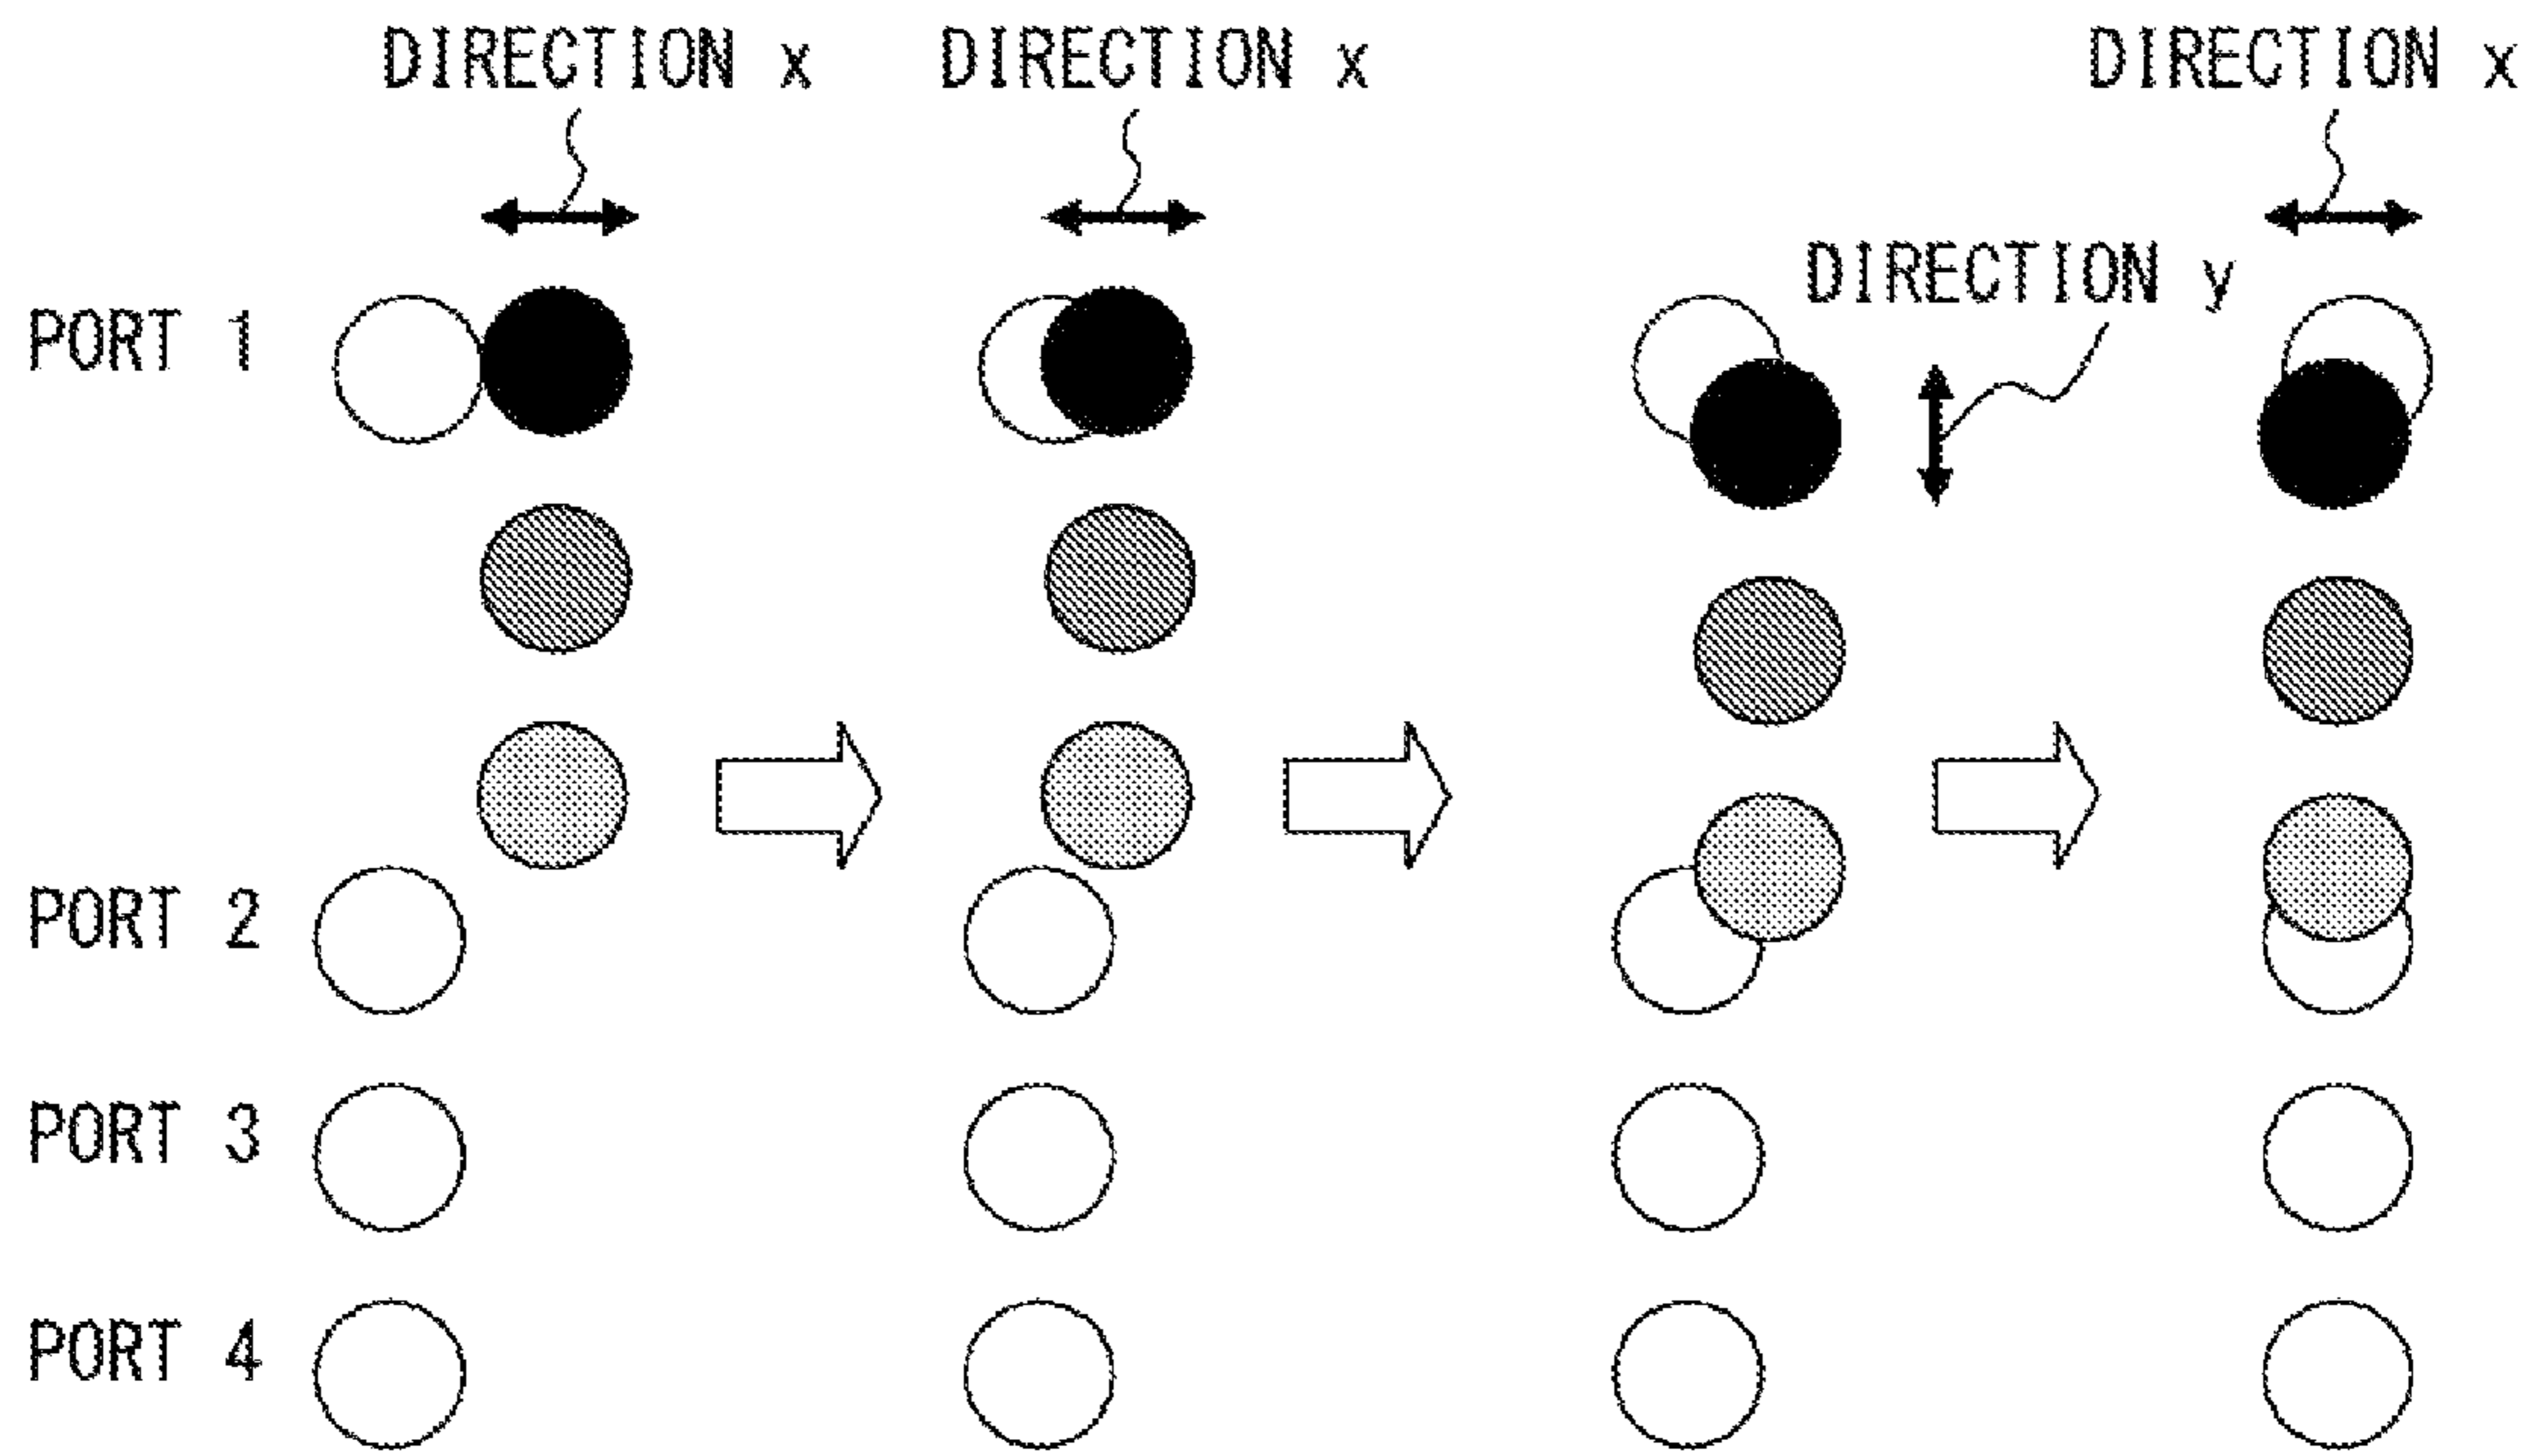 DIRECTION x
DIRECTION x
DIRECTION x
DIRECTION y
PORT 1
PORT 2
PORT 3
PORT 4